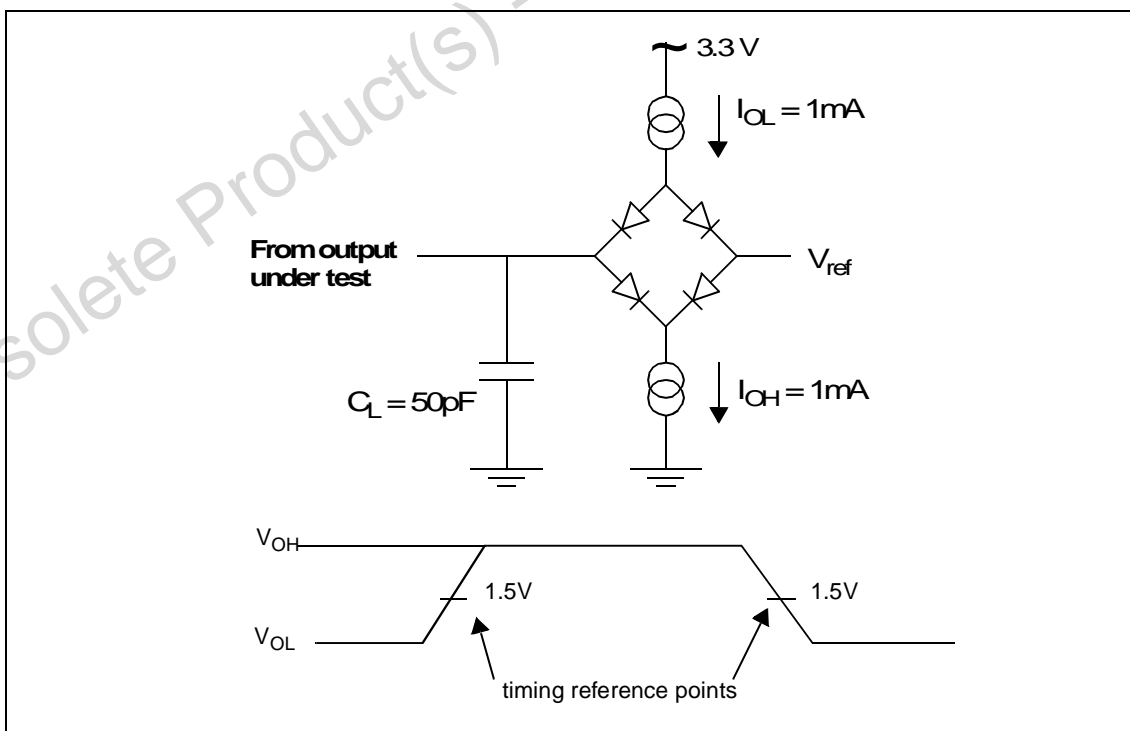 solete Product(s)
3.3 V
I_OL = 1mA
From output
under test
V_ref
C_L = 50pF
I_OH = 1mA
V_OH
1.5V
1.5V
V_OL
timing reference points